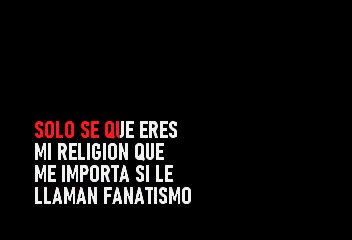 SOLO SE QUE ERES
MI RELIGION QUE
ME IMPORTA SI LE
LLAMAN FANATISMO